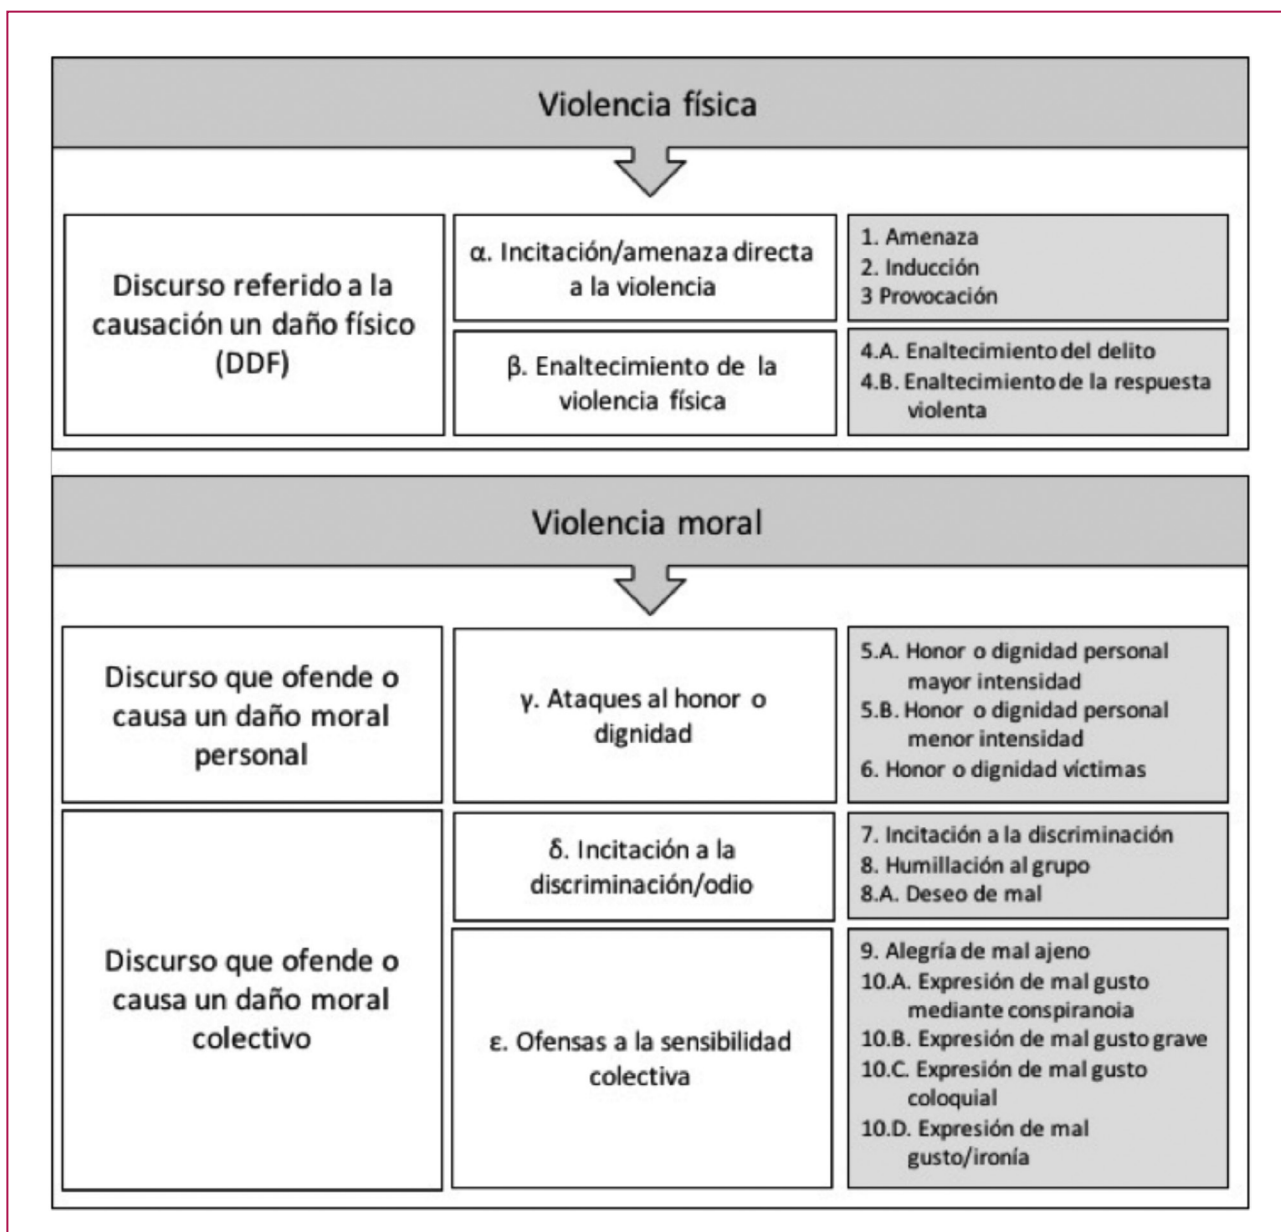 Violencia física
Discurso referido a la
causación un daño físico
(DDF)
α. Incitación/amenaza directa
a la violencia
1. Amenaza
2. Inducción
3 Provocación
β. Enaltecimiento de la
violencia física
4.A. Enaltecimiento del delito
4.B. Enaltecimiento de la respuesta
violenta
Violencia moral
Discurso que ofende o
causa un daño moral
personal
γ. Ataques al honor o
dignidad
5.A. Honor o dignidad personal
mayor intensidad
5.B. Honor o dignidad personal
menor intensidad
6. Honor o dignidad víctimas
Discurso que ofende o
causa un daño moral
colectivo
δ. Incitación a la
discriminación/odio
7. Incitación a la discriminación
8. Humillación al grupo
8.A. Deseo de mal
ε. Ofensas a la sensibilidad
colectiva
9. Alegría de mal ajeno
10.A. Expresión de mal gusto
mediante conspiranoia
10.B. Expresión de mal gusto grave
10.C. Expresión de mal gusto
coloquial
10.D. Expresión de mal
gusto/ironía